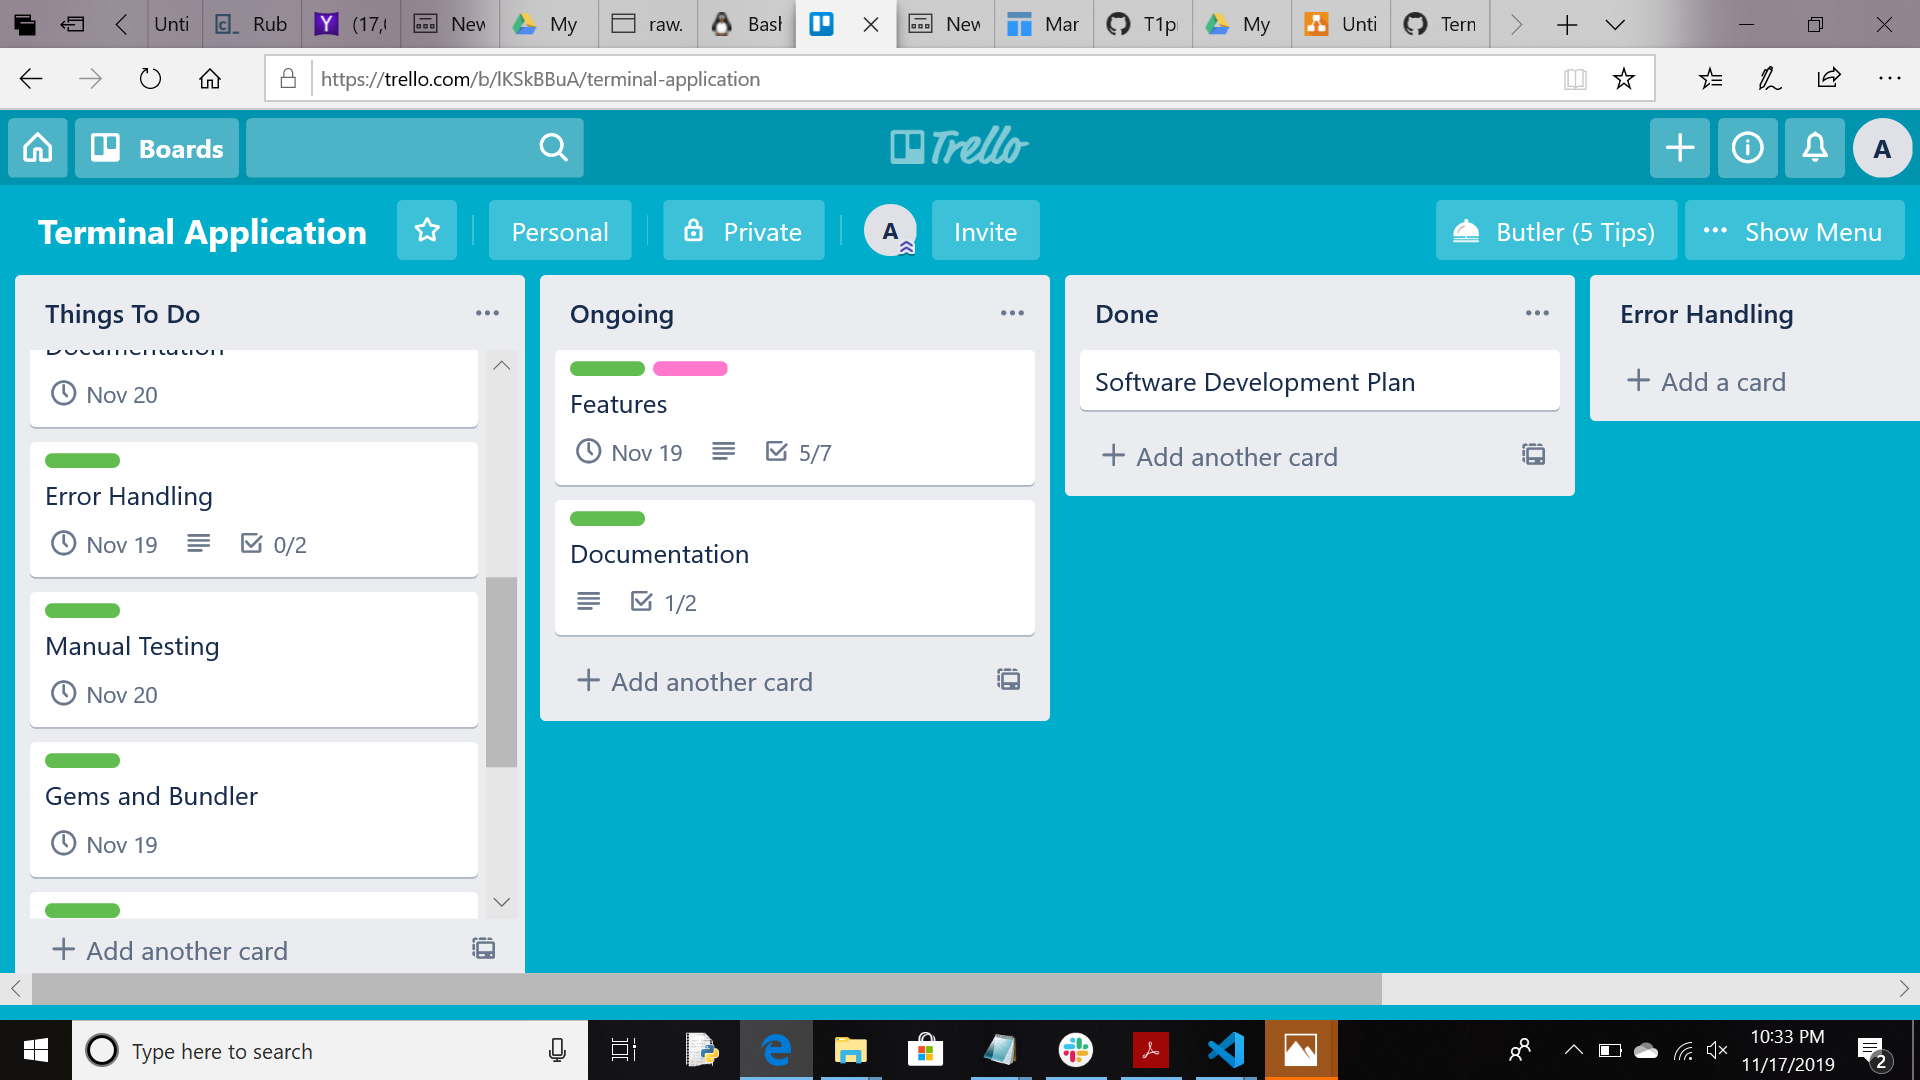 Unti
Rub
(17,
New
My
raw.
Bash
New
Mar
T1p
My
Unti
Term
https://trello.com/b/lKSkBBuA/terminal-application
Boards
Trello
A
Terminal Application
Personal
Private
A
Invite
Butler (5 Tips)
Show Menu
Things To Do
Documentation
Nov 20
Error Handling
Nov 19
0/2
Manual Testing
Nov 20
Gems and Bundler
Nov 19
Add another card
Ongoing
Features
Nov 19
5/7
Documentation
1/2
Add another card
Done
Software Development Plan
Add another card
Error Handling
Add a card
Type here to search
10:33 PM
11/17/2019
2